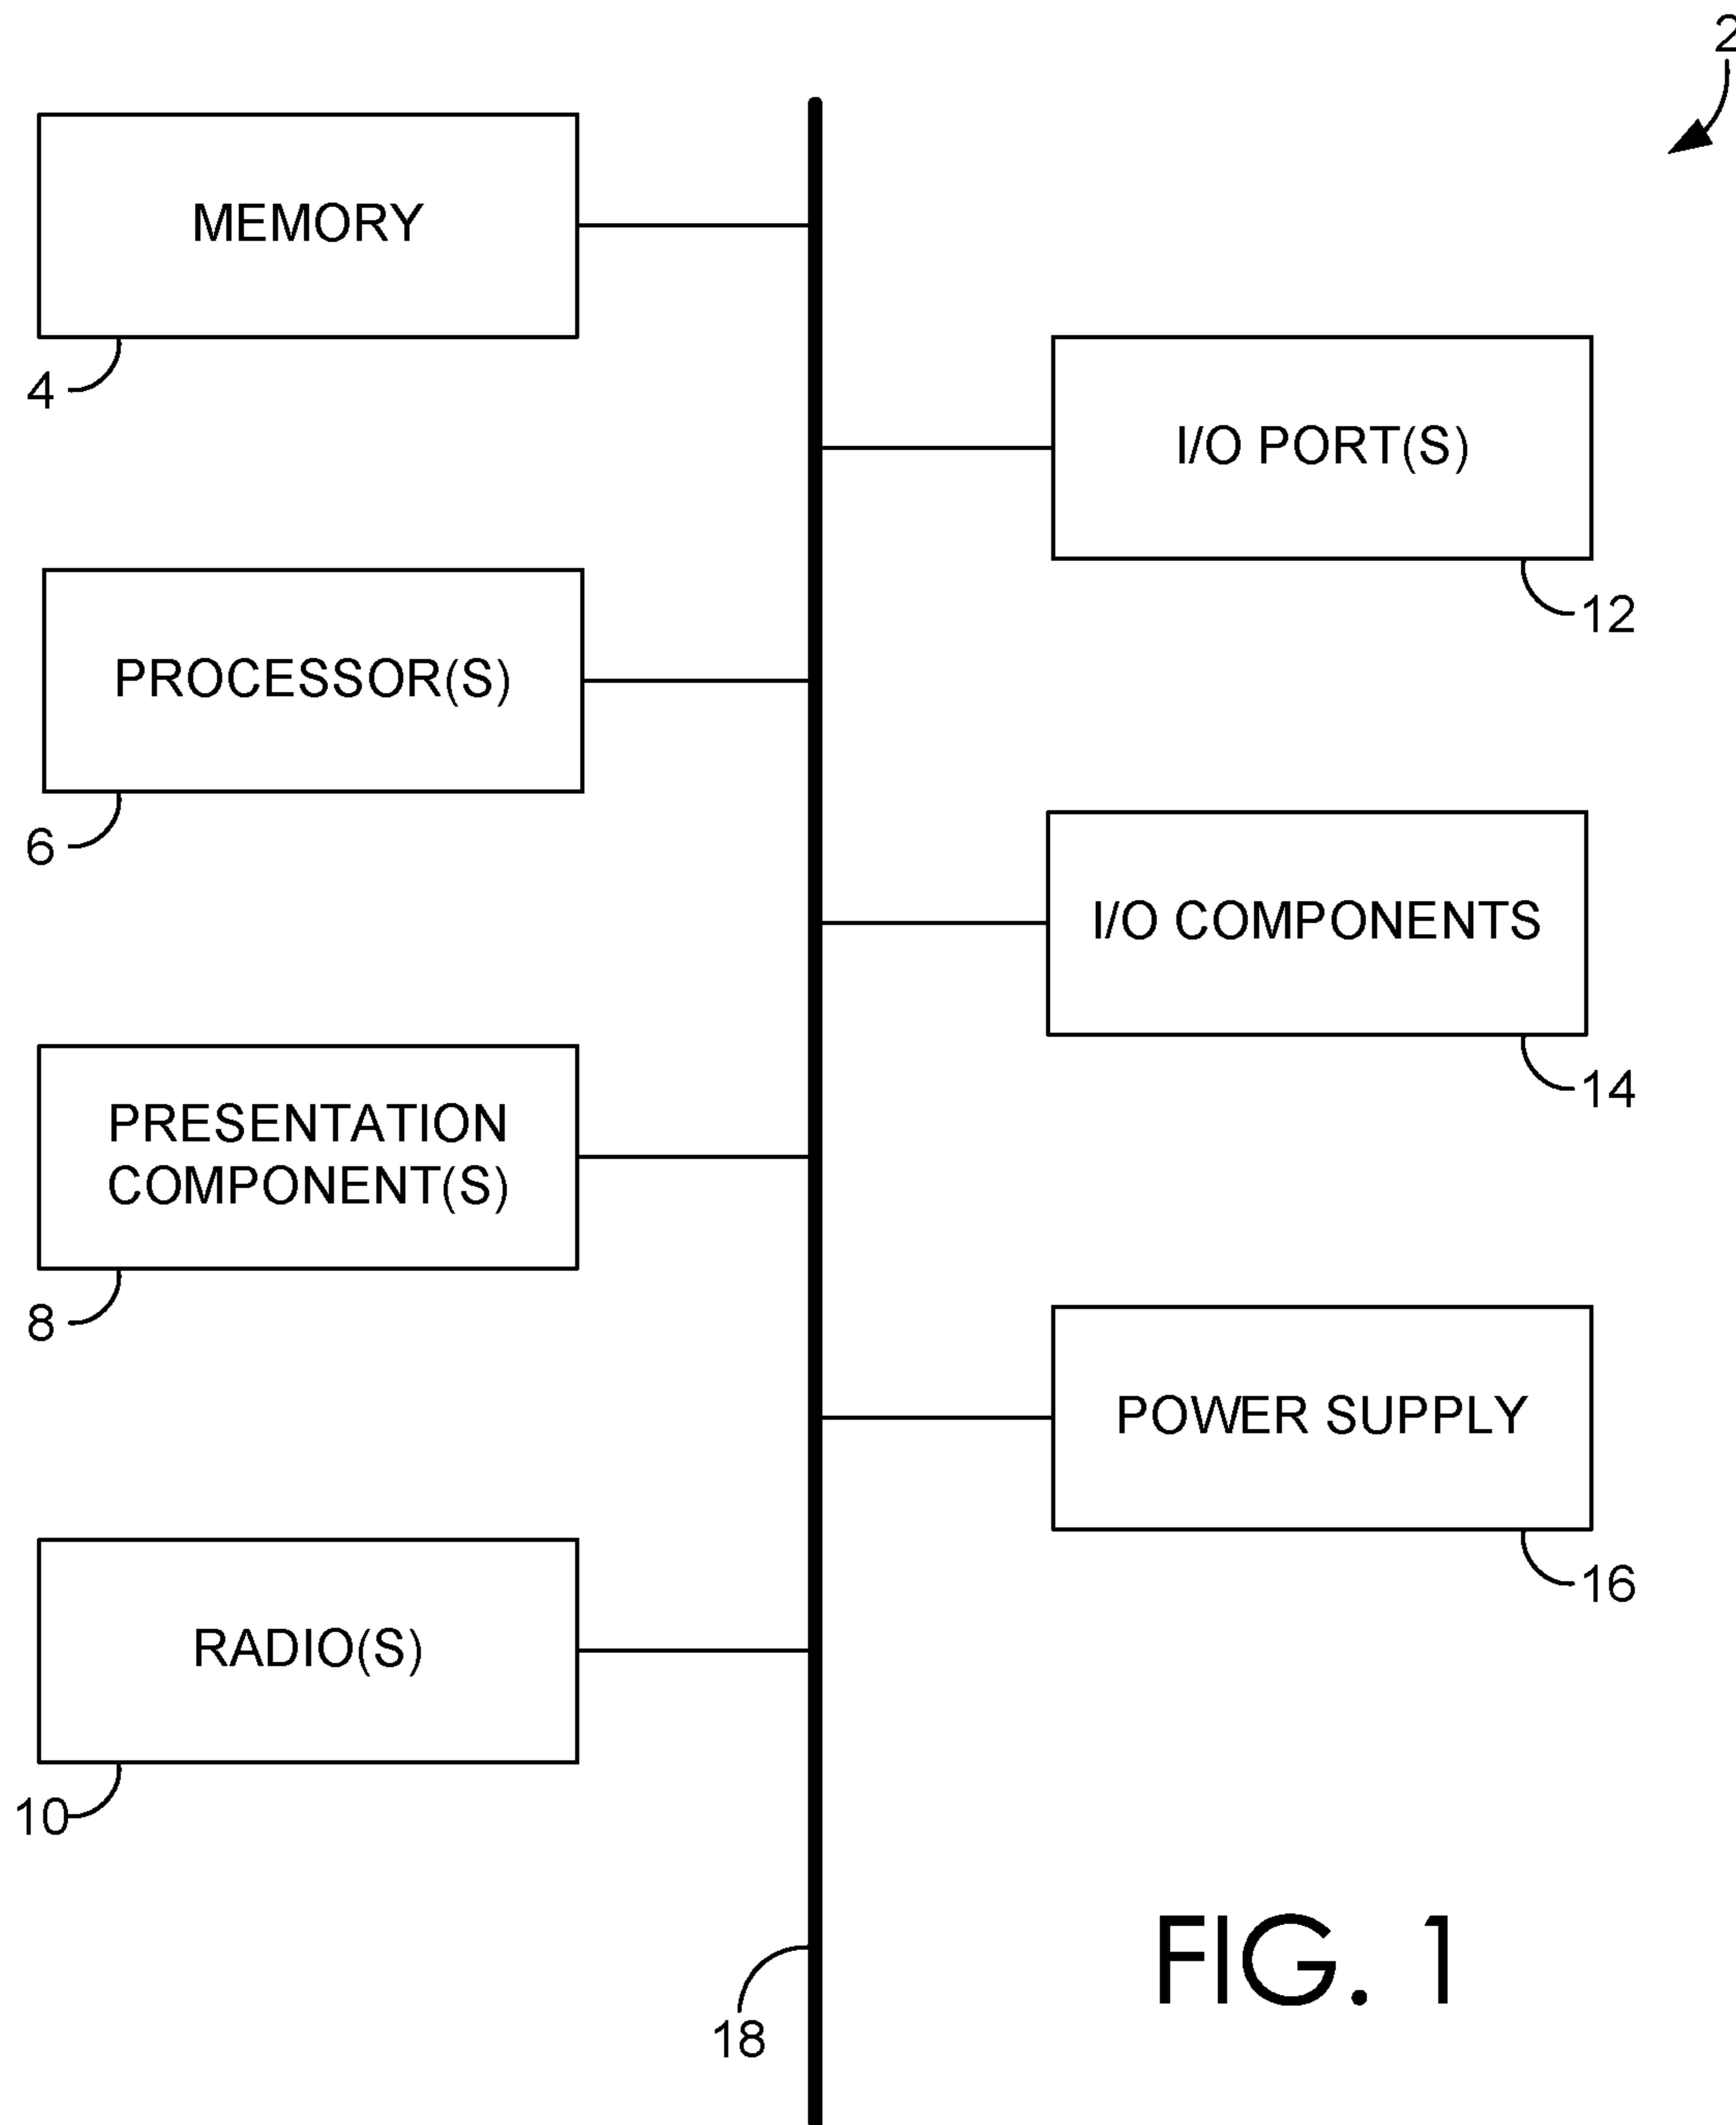 2
MEMORY
4
I/O PORT(S)
12
PROCESSOR(S)
6
I/O COMPONENTS
14
PRESENTATION
COMPONENT(S)
8
POWER SUPPLY
16
RADIO(S)
10
18
FIG. 1